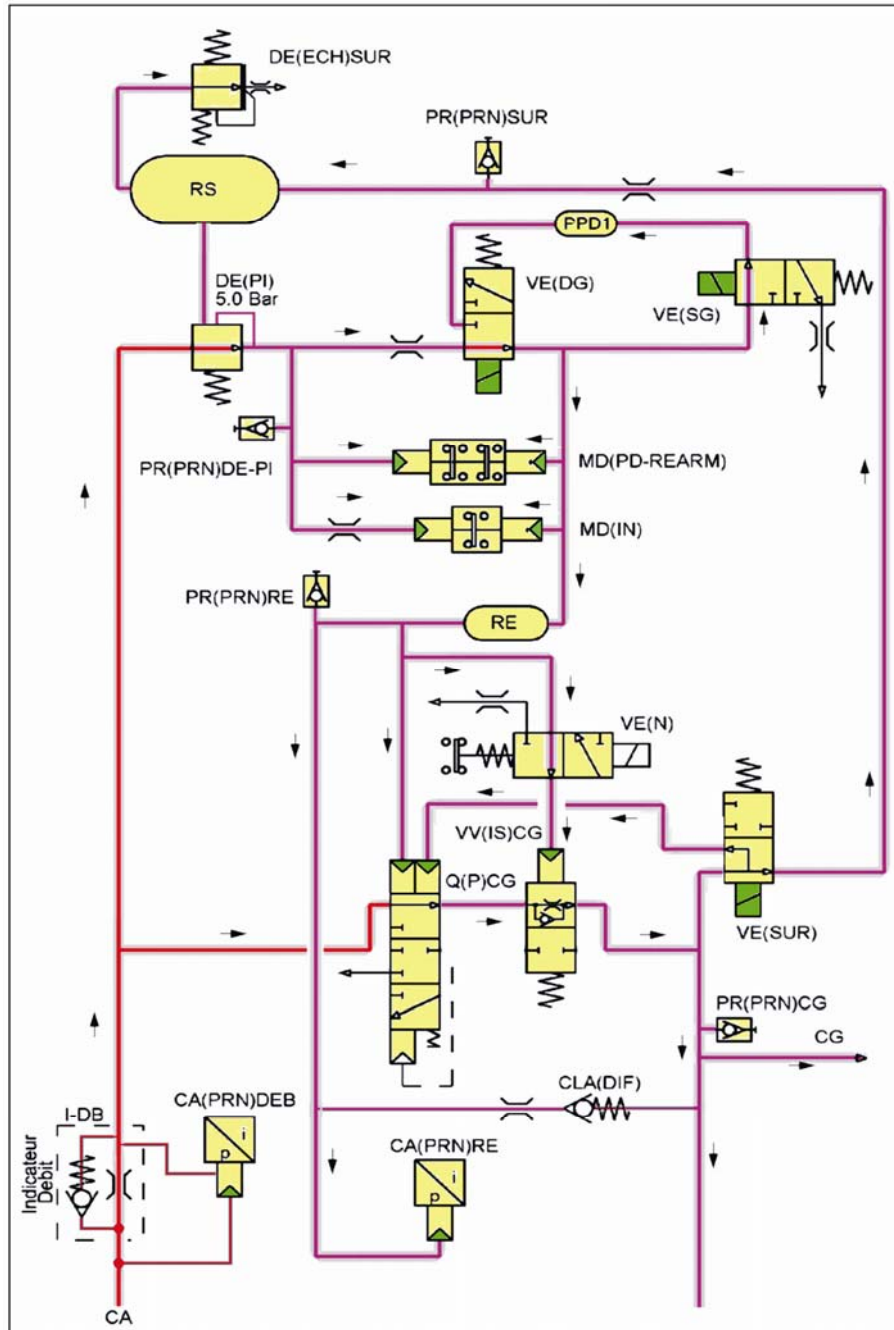 DE(ECH)SUR
PR(PRN)SUR
RS
PPD1
DE(PI)
5.0 Bar
VE(DG)
VE(SG)
PR(PRN)DE-PI
MD(PD-REARM)
MD(IN)
PR(PRN)RE
RE
VE(N)
VV(IS)CG
Q(P)CG
VE(SUR)
PR(PRN)CG
CG
CLA(DIF)
CA(PRN)DEB
I-DB
Indicateur
Debit
i
p
CA(PRN)RE
i
p
CA